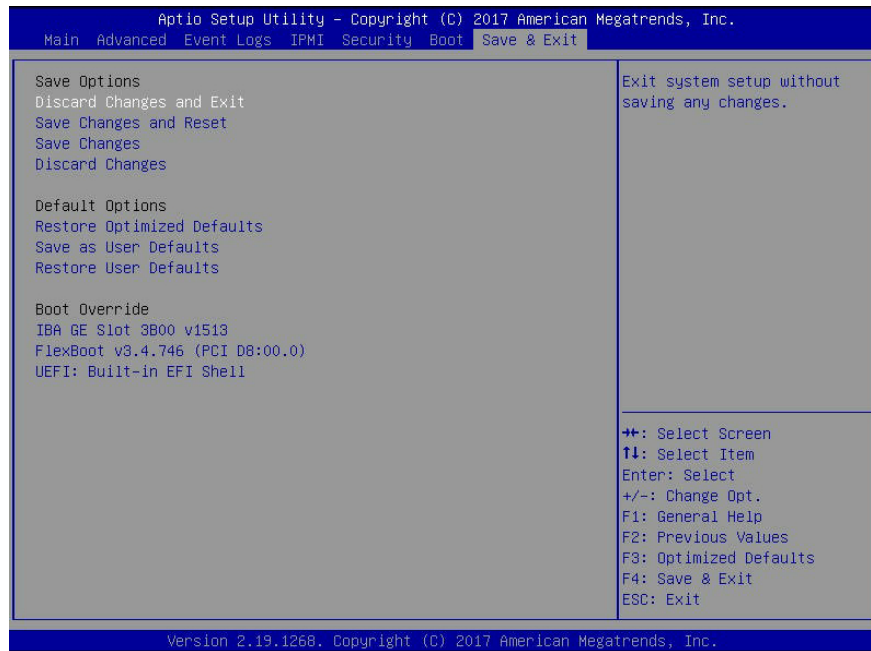 Aptio Setup Utility – Copyright (C) 2017 American Megatrends, Inc.
Main Advanced Event Logs IPMI Security Boot Save & Exit
Save Options
Discard Changes and Exit
Save Changes and Reset
Save Changes
Discard Changes
Default Options
Restore Optimized Defaults
Save as User Defaults
Restore User Defaults
Boot Override
IBA GE Slot 3B00 v1513
FlexBoot v3.4.746 (PCI D8:00.0)
UEFI: Built-in EFI Shell
Exit system setup without
saving any changes.
→←: Select Screen
↑↓: Select Item
Enter: Select
+/-: Change Opt.
F1: General Help
F2: Previous Values
F3: Optimized Defaults
F4: Save & Exit
ESC: Exit
Version 2.19.1268. Copyright (C) 2017 American Megatrends, Inc.